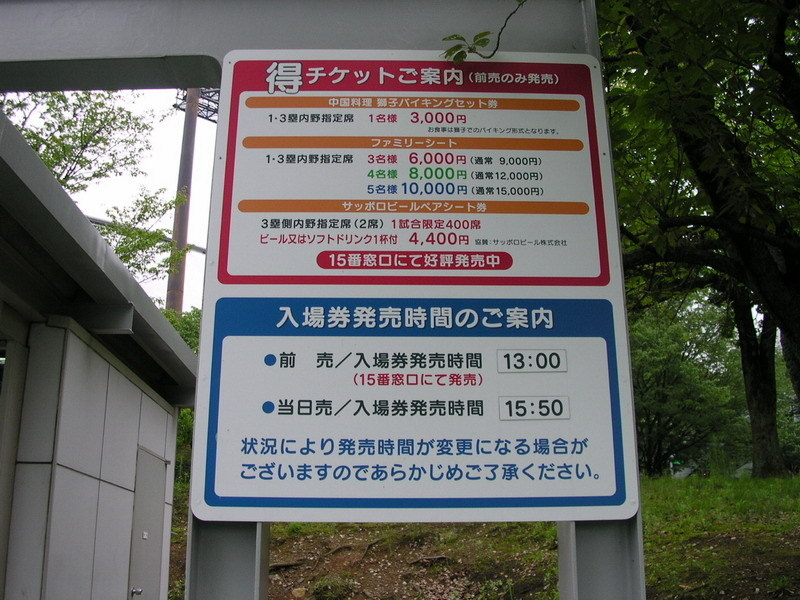 得チケットご案内(前売のみ発売)
中国料理 獅子バイキングセット券
1・3塁内野指定席 1名様 3,000円
お食事は獅子でのバイキング形式となります。
ファミリーシート
1・3塁内野指定席 3名様 6,000円(通常 9,000円)
4名様 8,000円(通常12,000円)
5名様 10,000円(通常15,000円)
サッポロビールペアシート券
3塁側内野指定席(2席) 1試合限定400席
ビール又はソフトドリンク1杯付 4,400円 協賛:サッポロビール株式会社
15番窓口にて好評発売中
入場券発売時間のご案内
●前 売/入場券発売時間 13:00
(15番窓口にて発売)
●当日売/入場券発売時間 15:50
状況により発売時間が変更になる場合が
ございますのであらかじめご了承ください。